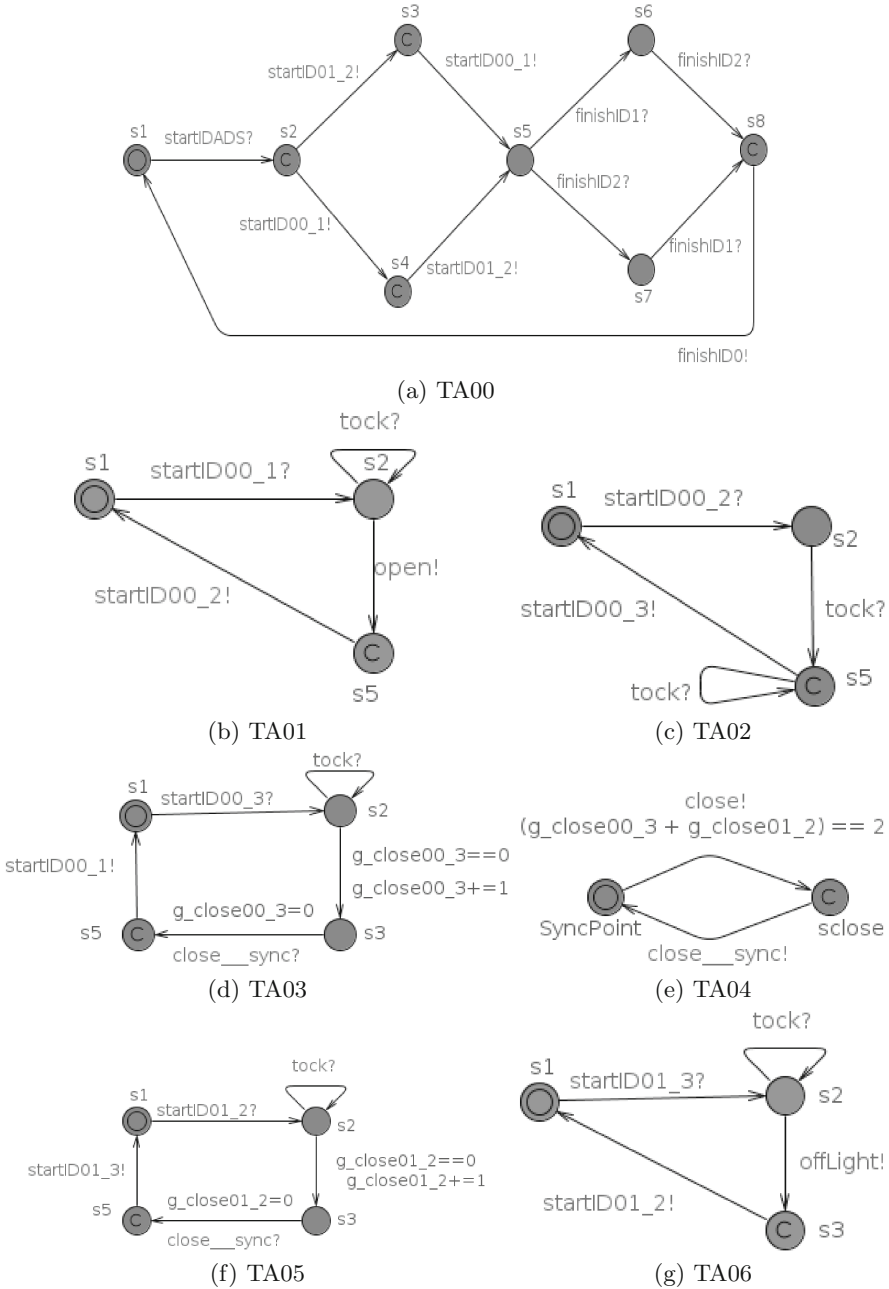 s3
s6
startID01_2!
startID00_1!
finishID2?
s1
startIDADS?
s2
s5
finishID1?
s8
C
C
C
finishID2?
startID00_1!
s4
startID01_2!
finishID1?
C
s7
finishID0!
(a) TA00
tock?
s1
startID00_1?
s2
open!
startID00_2!
C
s5
(b) TA01
s1
startID00_2?
s2
startID00_3!
tock?
tock?
C
s5
(c) TA02
tock?
s1
startID00_3?
s2
g_close00_3==0
startID00_1!
g_close00_3+=1
g_close00_3=0
s5
C
s3
close___sync?
(d) TA03
close!
(g_close00_3 + g_close01_2) == 2
C
SyncPoint
sclose
close___sync!
(e) TA04
tock?
s1
startID01_2?
s2
g_close01_2==0
startID01_3!
g_close01_2+=1
g_close01_2=0
s5
C
s3
close___sync?
(f) TA05
tock?
s1
startID01_3?
s2
offLight!
startID01_2!
C
s3
(g) TA06